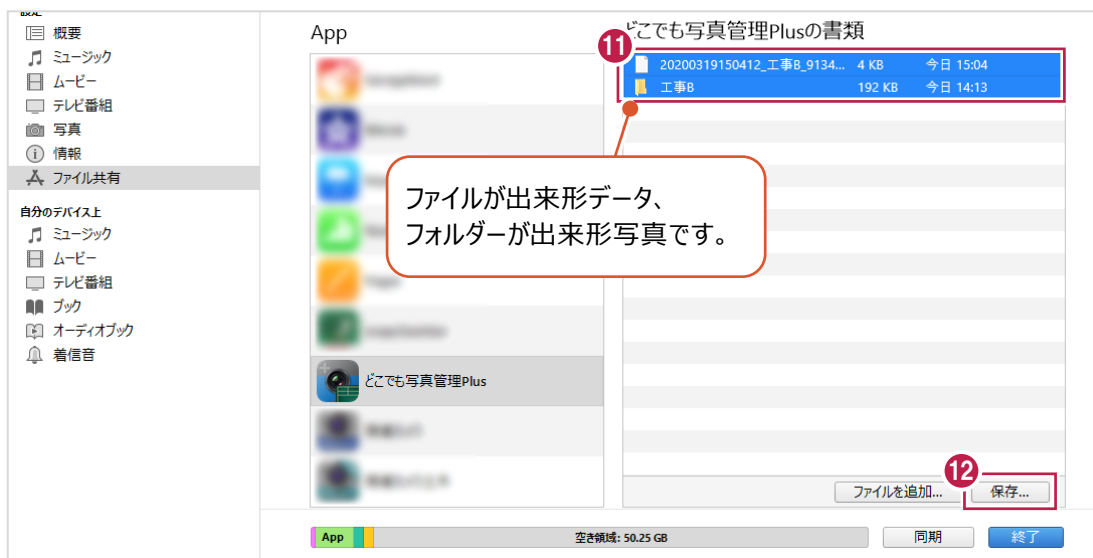 設定
概要
ミュージック
ムービー
テレビ番組
写真
情報
ファイル共有
自分のデバイス上
ミュージック
ムービー
テレビ番組
ブック
オーディオブック
着信音
App
どこでも写真管理Plus
どこでも写真管理Plusの書類
⓫
20200319150412_工事B_9134... 4 KB 今日 15:04
工事B 192 KB 今日 14:13
ファイルが出来形データ、
フォルダーが出来形写真です。
⓬
ファイルを追加... 保存...
App 空き領域: 50.25 GB 同期 終了